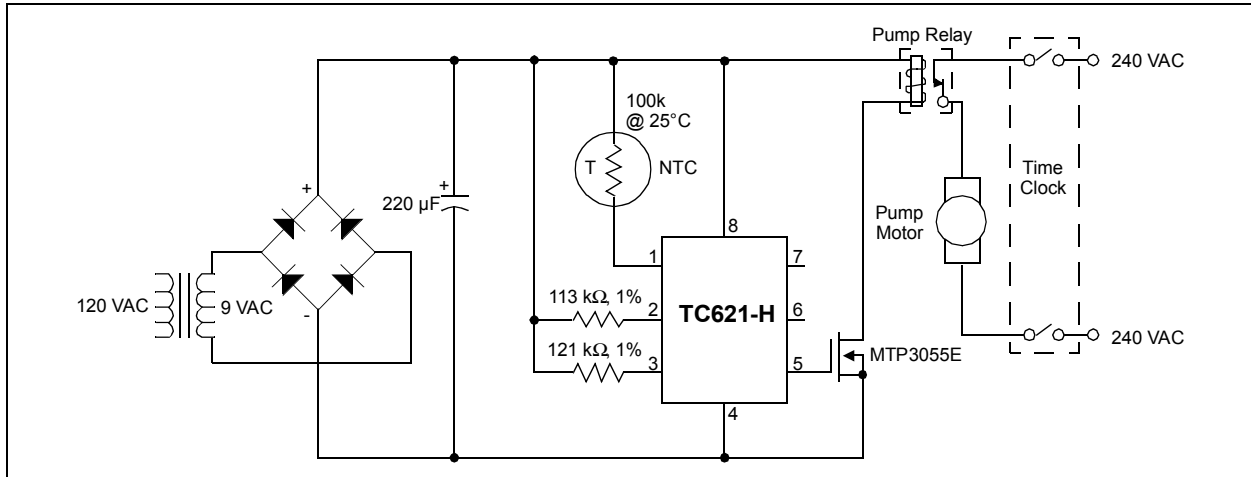 Pump Relay
240 VAC
100k
@ 25°C
T
NTC
Time
Clock
+
+
220 µF
8
Pump
Motor
1
7
120 VAC
9 VAC
-
113 kΩ, 1%
2
TC621-H
6
240 VAC
121 kΩ, 1%
3
5
MTP3055E
4